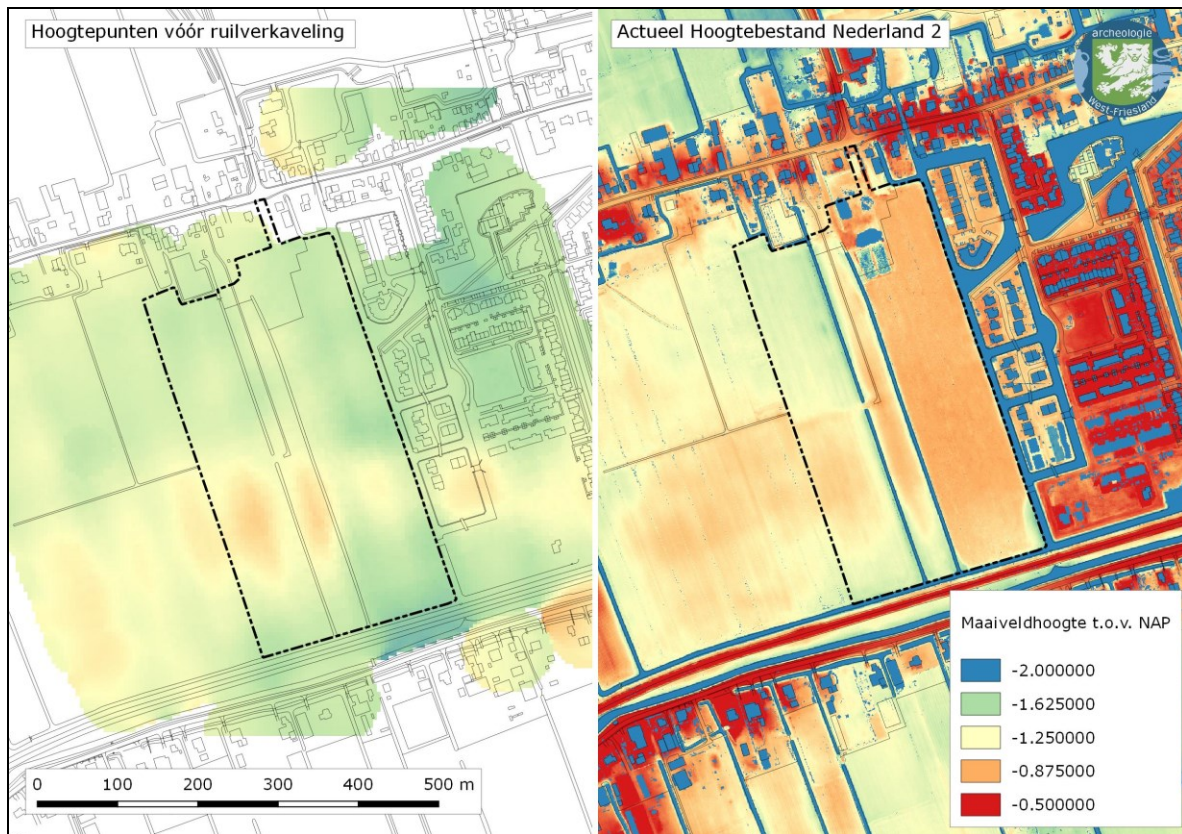 Hoogtepunten vóór ruilverkaveling
0 100 200 300 400 500 m
Actueel Hoogtebestand Nederland 2
archeologie
West-Friesland
Maaiveldhoogte t.o.v. NAP
-2.000000
-1.625000
-1.250000
-0.875000
-0.500000